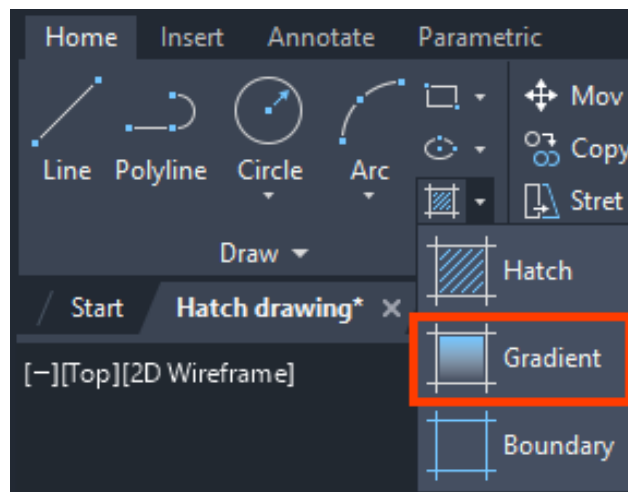 Home Insert Annotate Parametric
Line Polyline Circle Arc
Mov
Copy
Stret
Draw
Hatch
Start Hatch drawing*
Gradient
[−][Top][2D Wireframe]
Boundary